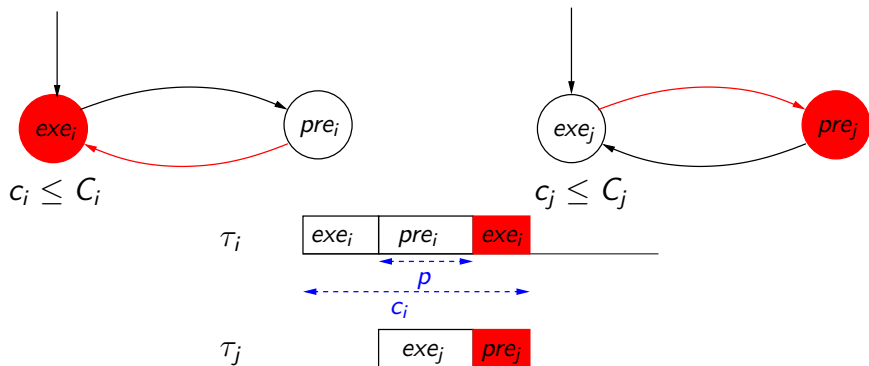 exe_i pre_i exe_j pre_j
c_i ≤ C_i c_j ≤ C_j
τ_i exe_i pre_i exe_i
p
c_i
τ_j exe_j pre_j